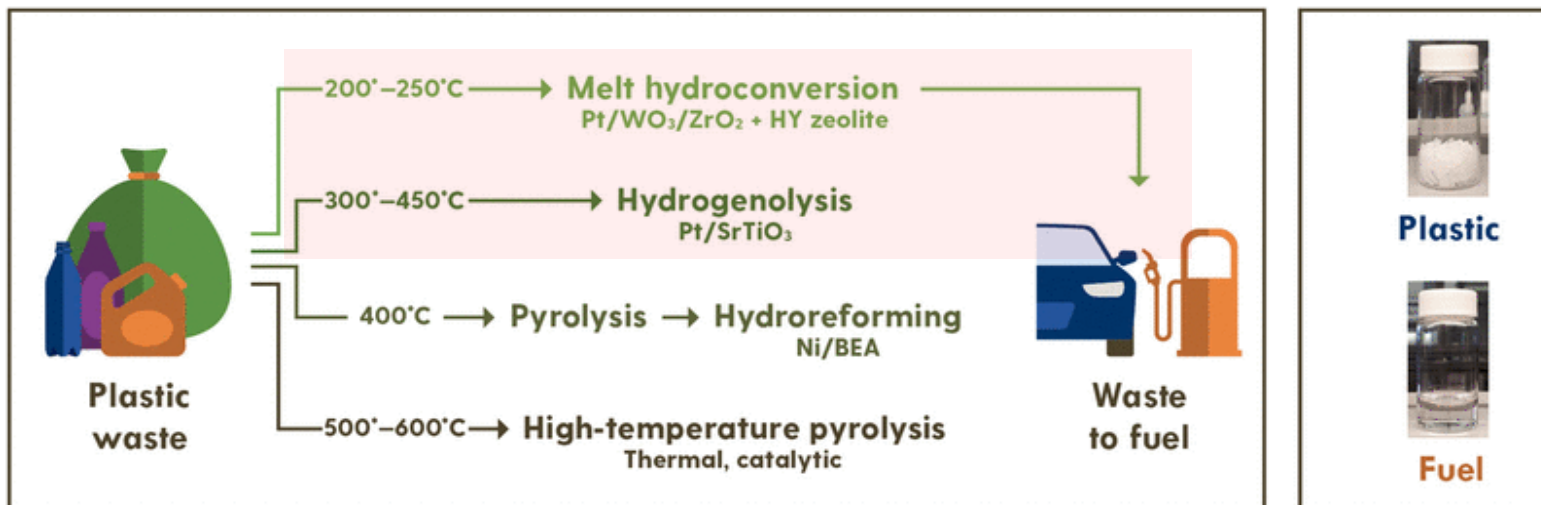 200°–250°C
Melt hydroconversion
Pt/WO₃/ZrO₂ + HY zeolite
300°–450°C
Hydrogenolysis
Pt/SrTiO₃
400°C
Pyrolysis
Hydroreforming
Ni/BEA
500°–600°C
High-temperature pyrolysis
Thermal, catalytic
Plastic
waste
Waste
to fuel
Plastic
Fuel